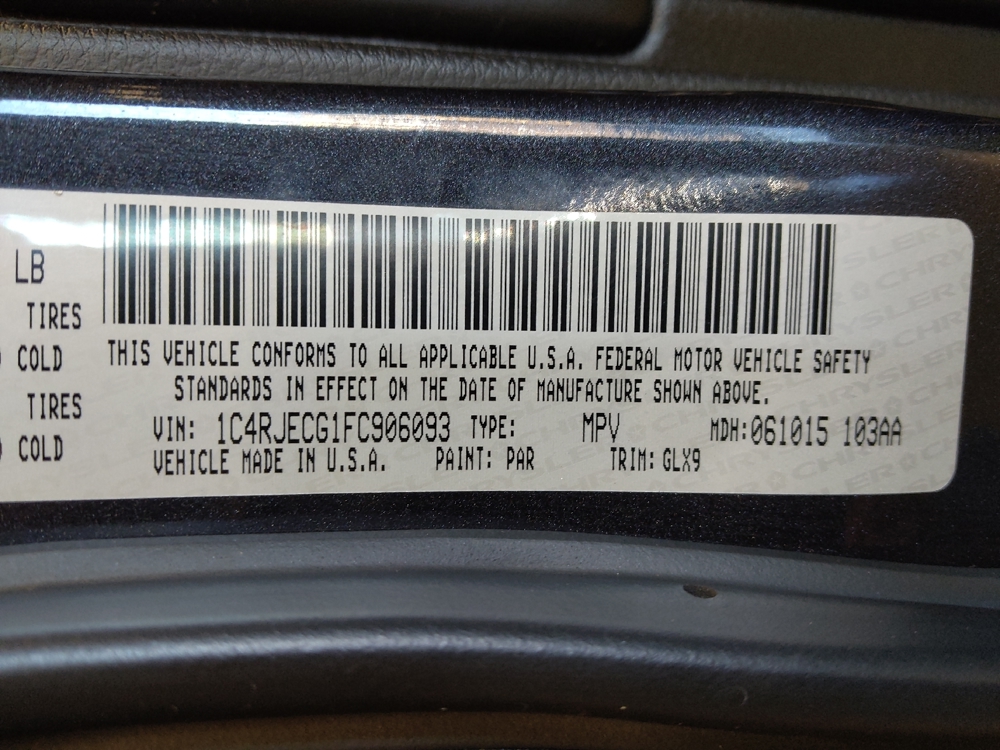 LB
TIRES
COLD
TIRES
COLD
THIS VEHICLE CONFORMS TO ALL APPLICABLE U.S.A. FEDERAL MOTOR VEHICLE SAFETY
STANDARDS IN EFFECT ON THE DATE OF MANUFACTURE SHOWN ABOVE.
VIN: 1C4RJECG1FC906093 TYPE: MPV MDH:061015 103AA
VEHICLE MADE IN U.S.A. PAINT: PAR TRIM: GLX9